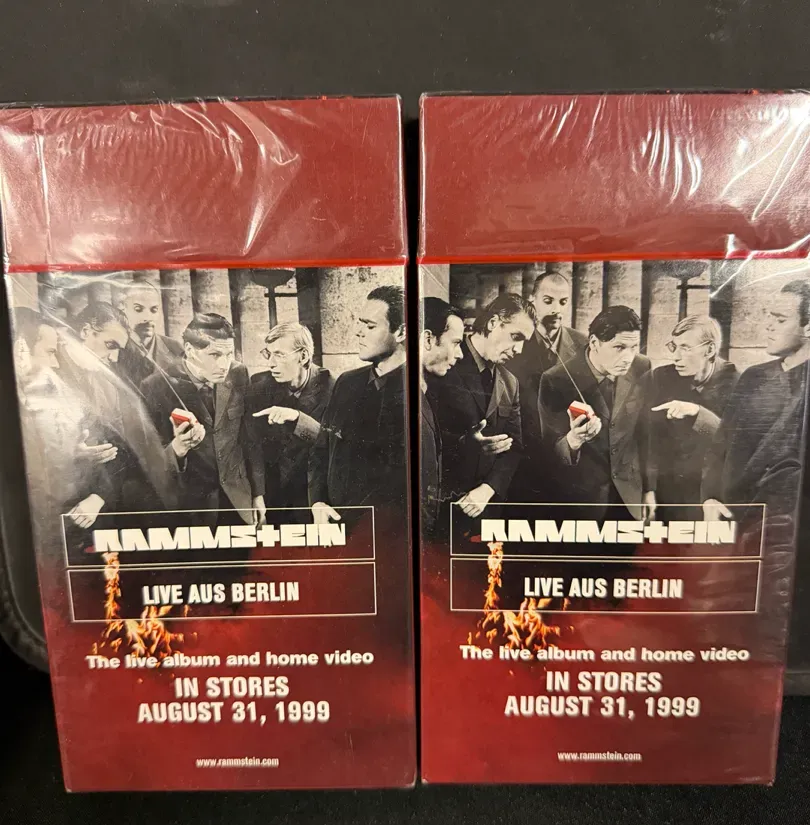 RAMMSTEIN
LIVE AUS BERLIN
The live album and home video
IN STORES
AUGUST 31, 1999
www.rammstein.com
RAMMSTEIN
LIVE AUS BERLIN
The live album and home video
IN STORES
AUGUST 31, 1999
www.rammstein.com